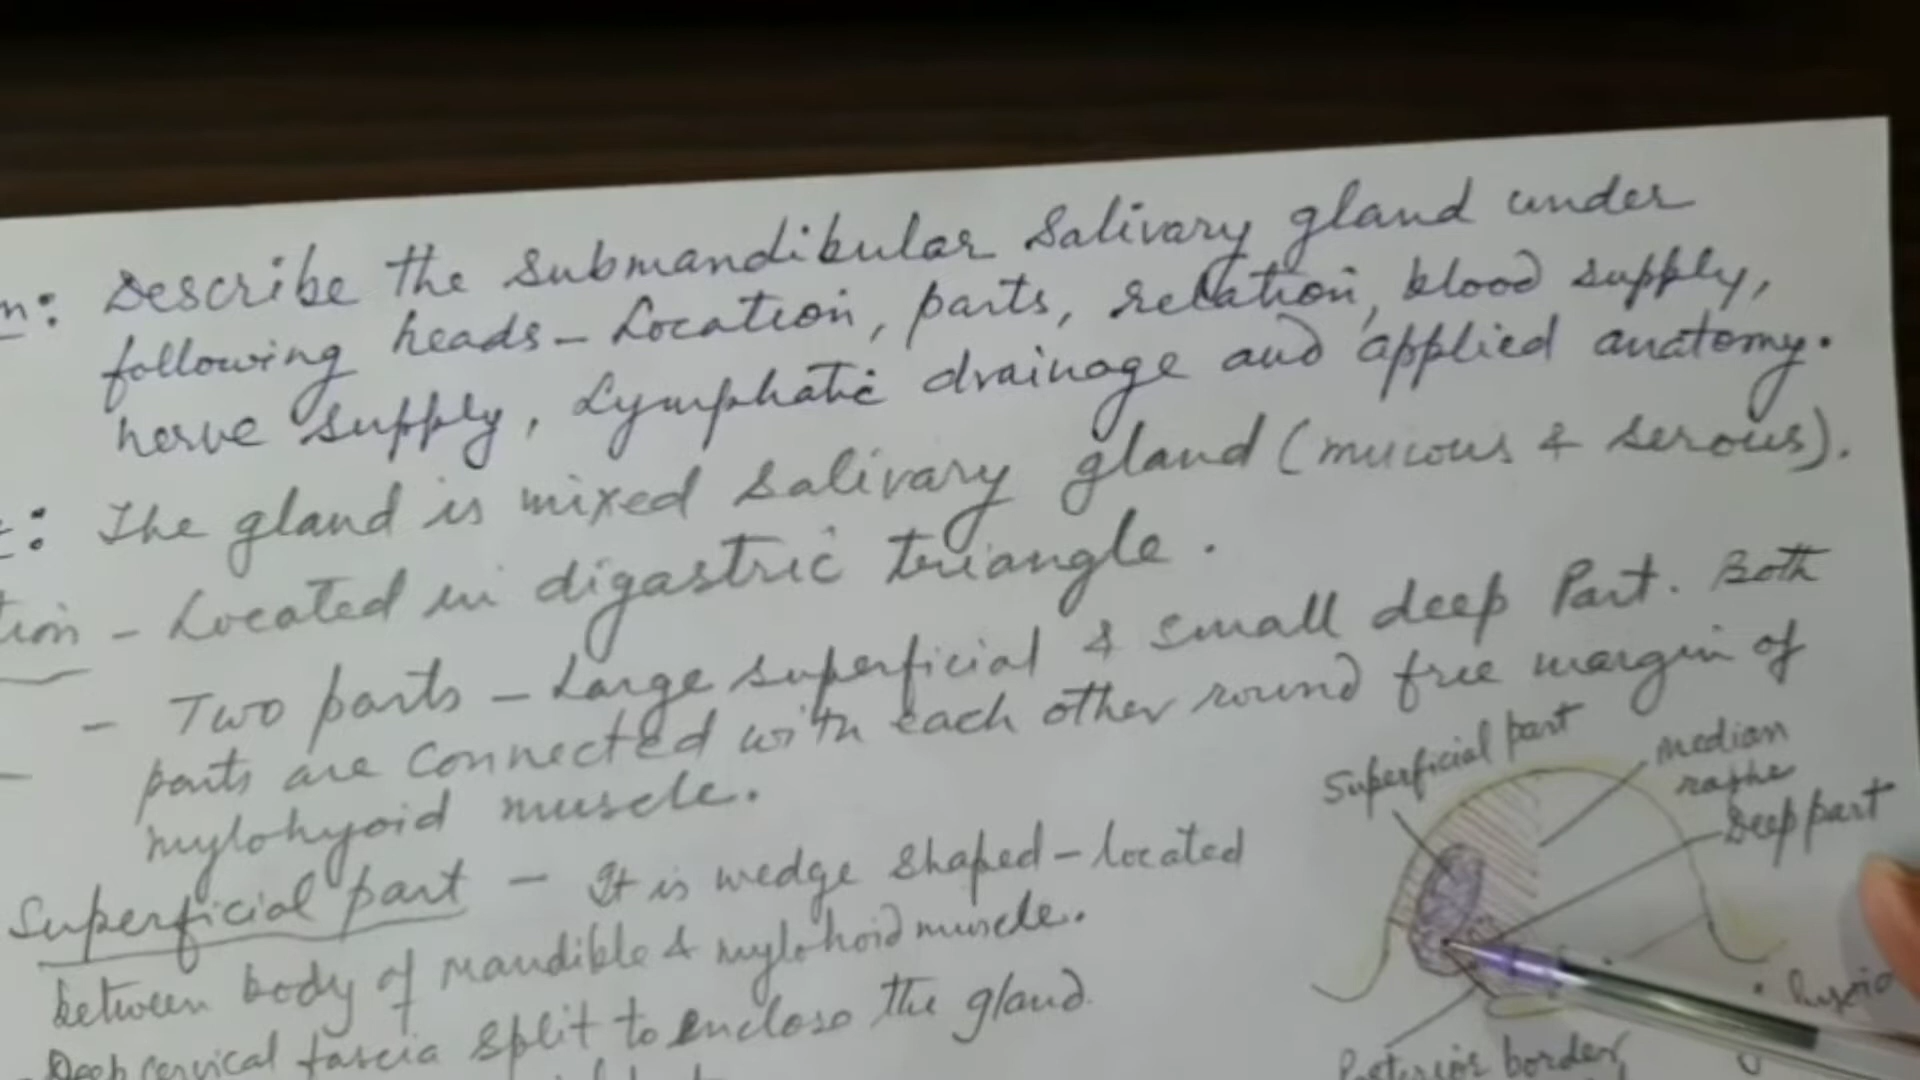 n: Describe the submandibular salivary gland under
following heads - Location, parts, relation, blood supply,
nerve supply, Lymphatic drainage and applied anatomy.
: The gland is mixed salivary gland (mucous & serous).
tion - Located in digastric triangle.
- Two parts - Large superficial & small deep Part. Both
- parts are connected with each other round free margin of
mylohyoid muscle.
Superficial part
median
raphe
Deep part
Superficial part - It is wedge shaped - located
between body of mandible & mylohoid muscle.
Deep cervical fascia split to enclose the gland.
Posterior border